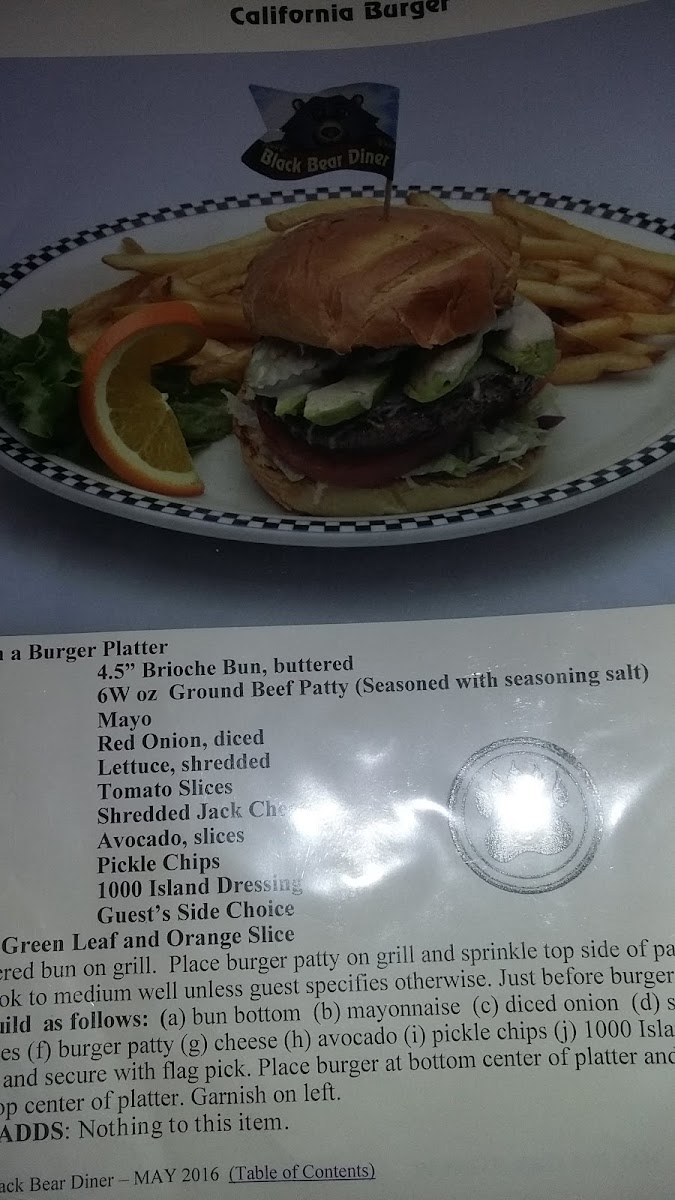 California Burger
Black Bear Diner
a Burger Platter
4.5” Brioche Bun, buttered
6W oz Ground Beef Patty (Seasoned with seasoning salt)
Mayo
Red Onion, diced
Lettuce, shredded
Tomato Slices
Shredded Jack Che
Avocado, slices
Pickle Chips
1000 Island Dressing
Guest’s Side Choice
Green Leaf and Orange Slice
ered bun on grill. Place burger patty on grill and sprinkle top side of pa
ok to medium well unless guest specifies otherwise. Just before burger
uild as follows: (a) bun bottom (b) mayonnaise (c) diced onion (d) s
es (f) burger patty (g) cheese (h) avocado (i) pickle chips (j) 1000 Isla
and secure with flag pick. Place burger at bottom center of platter and
op center of platter. Garnish on left.
ADDS: Nothing to this item.
ack Bear Diner – MAY 2016 (Table of Contents)